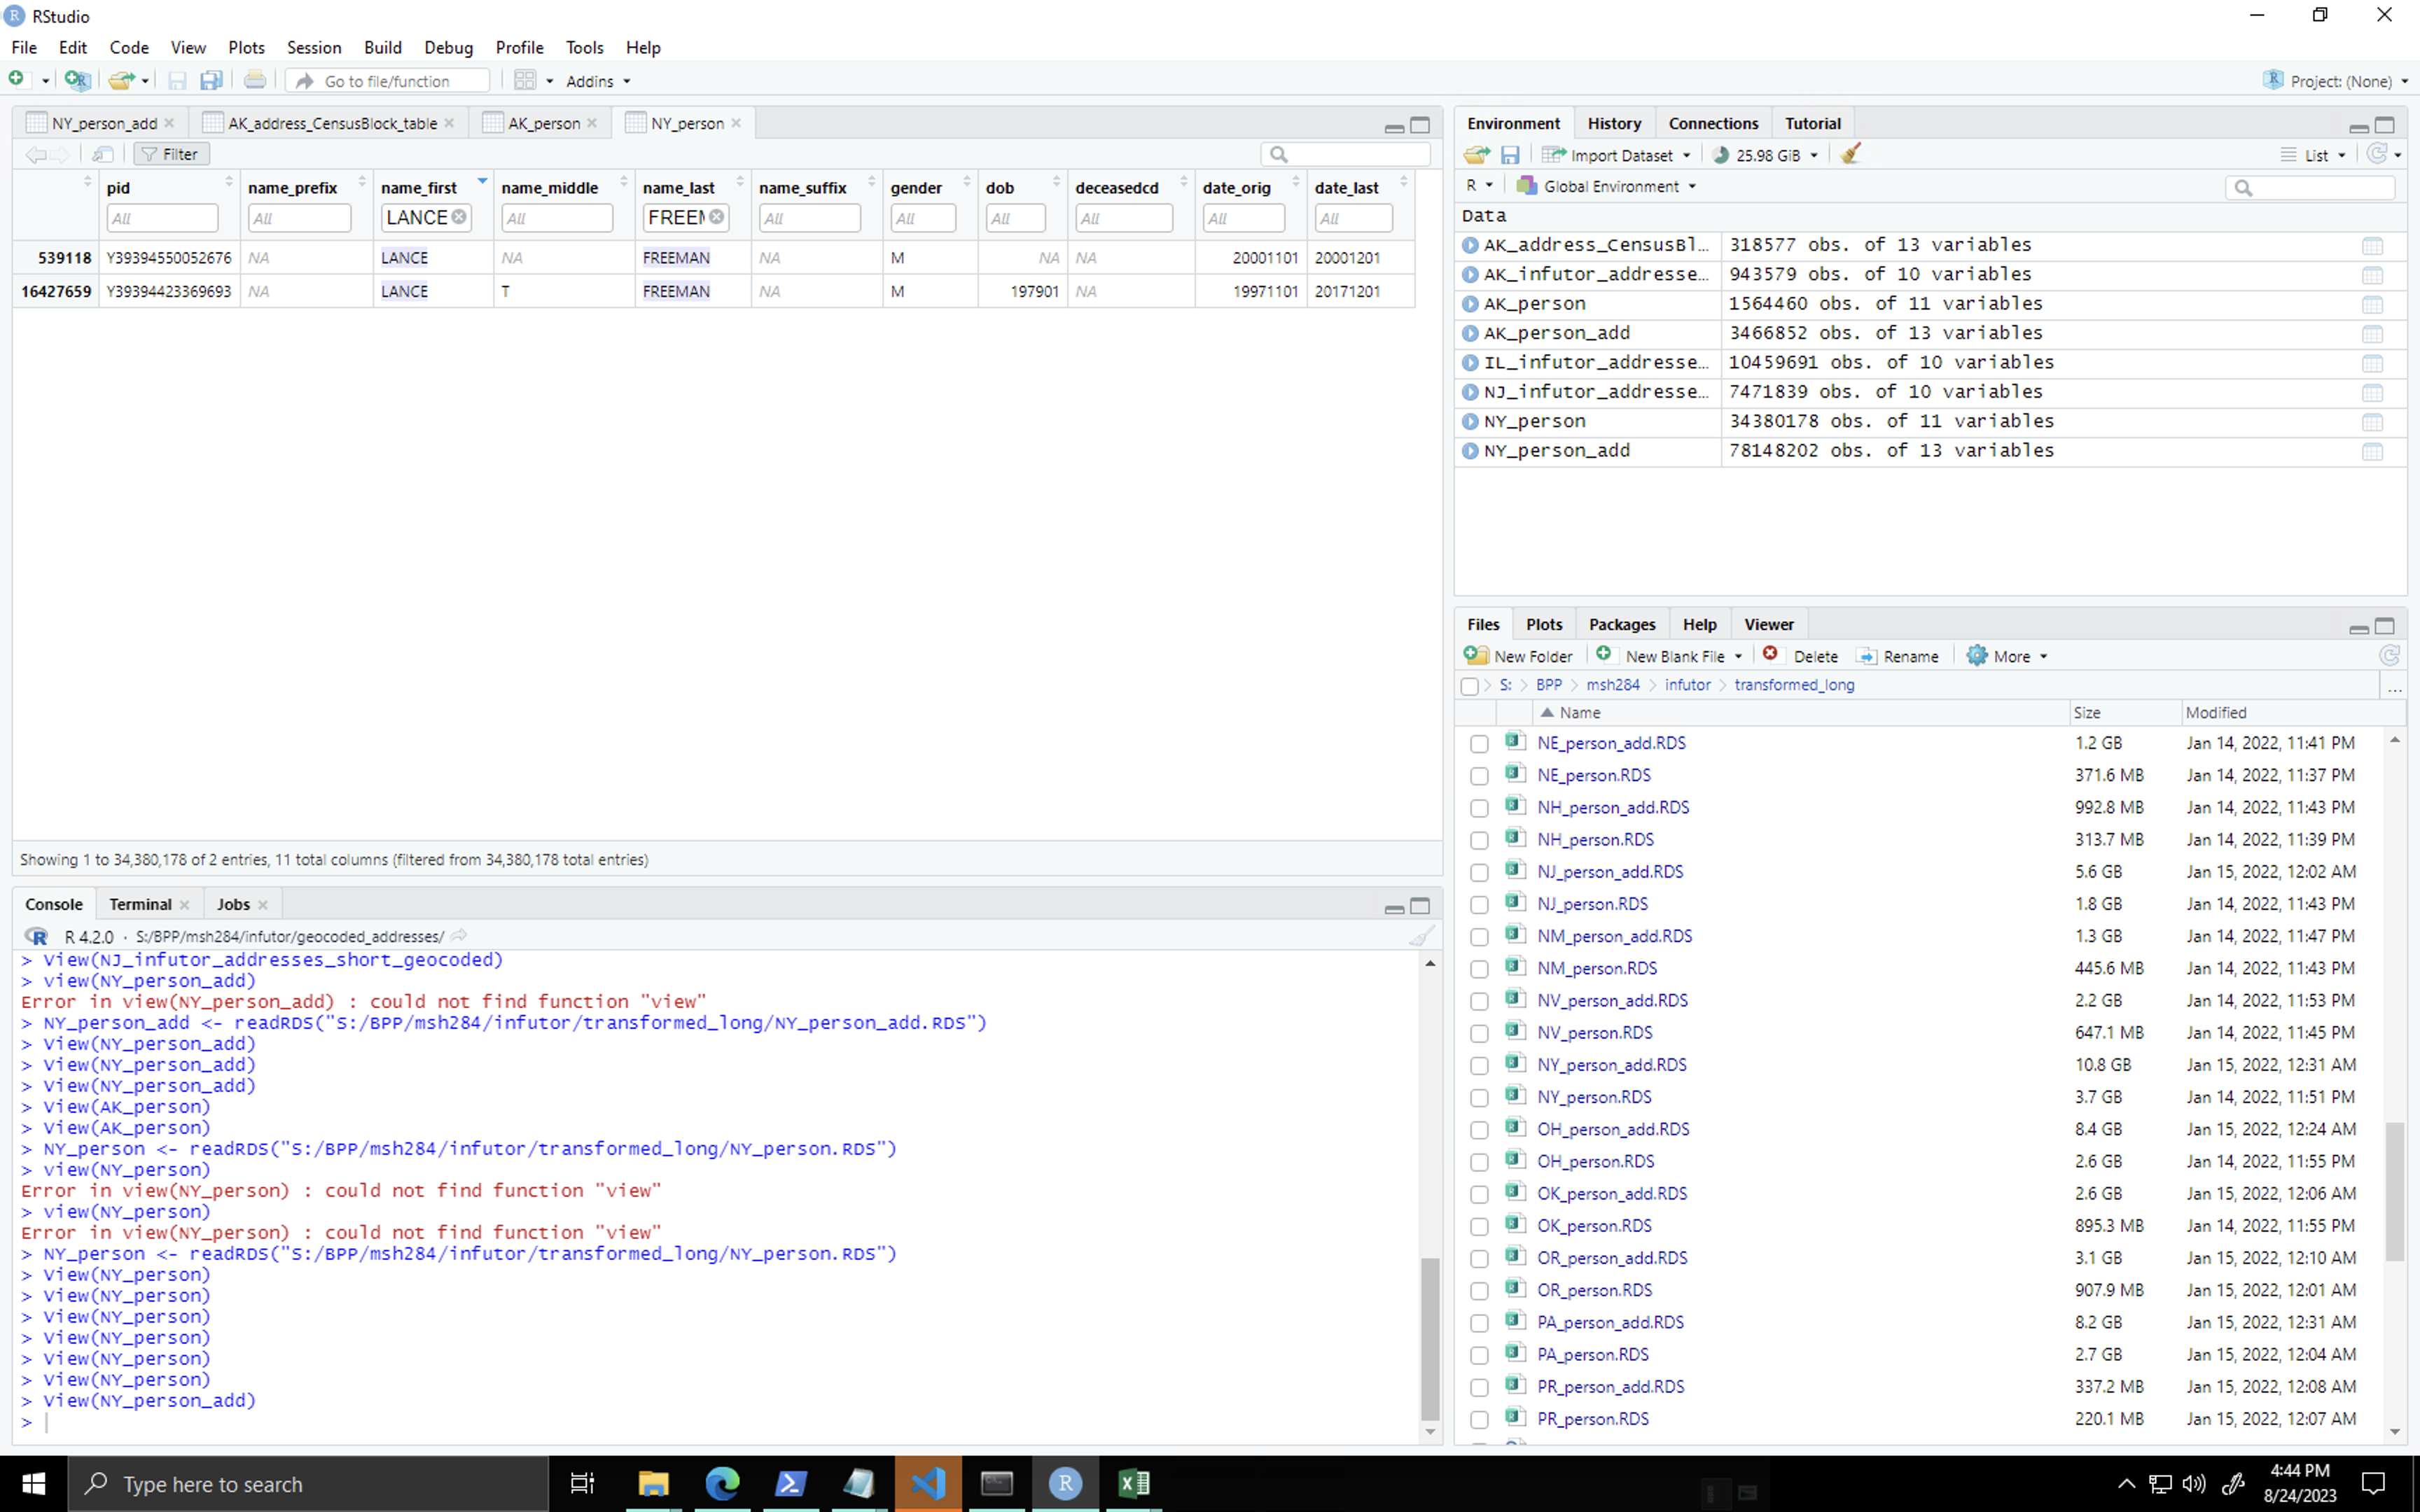 RStudio
File Edit Code View Plots Session Build Debug Profile Tools Help
Go to file/function Addins Project: (None)
NY_person_add AK_address_CensusBlock_table AK_person NY_person
Filter
pid name_prefix name_first name_middle name_last name_suffix gender dob deceasedcd date_orig date_last
All All LANCE All FREEM All All All All All All
539118 Y39394550052676 NA LANCE NA FREEMAN NA M NA NA 20001101 20001201
16427659 Y39394423369693 NA LANCE T FREEMAN NA M 197901 NA 19971101 20171201
Showing 1 to 34,380,178 of 2 entries, 11 total columns (filtered from 34,380,178 total entries)
Console Terminal Jobs
R 4.2.0 · S:/BPP/msh284/infutor/geocoded_addresses/
> View(NJ_infutor_addresses_short_geocoded)
> view(NY_person_add)
Error in view(NY_person_add) : could not find function "view"
> NY_person_add <- readRDS("S:/BPP/msh284/infutor/transformed_long/NY_person_add.RDS")
> View(NY_person_add)
> View(NY_person_add)
> View(NY_person_add)
> View(AK_person)
> View(AK_person)
> NY_person <- readRDS("S:/BPP/msh284/infutor/transformed_long/NY_person.RDS")
> view(NY_person)
Error in view(NY_person) : could not find function "view"
> view(NY_person)
Error in view(NY_person) : could not find function "view"
> NY_person <- readRDS("S:/BPP/msh284/infutor/transformed_long/NY_person.RDS")
> View(NY_person)
> View(NY_person)
> View(NY_person)
> View(NY_person)
> View(NY_person)
> View(NY_person)
> View(NY_person_add)
>
Environment History Connections Tutorial
Import Dataset 25.98 GiB List
R Global Environment
Data
AK_address_CensusBl… 318577 obs. of 13 variables
AK_infutor_addresse… 943579 obs. of 10 variables
AK_person 1564460 obs. of 11 variables
AK_person_add 3466852 obs. of 13 variables
IL_infutor_addresse… 10459691 obs. of 10 variables
NJ_infutor_addresse… 7471839 obs. of 10 variables
NY_person 34380178 obs. of 11 variables
NY_person_add 78148202 obs. of 13 variables
Files Plots Packages Help Viewer
New Folder New Blank File Delete Rename More
S: > BPP > msh284 > infutor > transformed_long ...
Name Size Modified
NE_person_add.RDS 1.2 GB Jan 14, 2022, 11:41 PM
NE_person.RDS 371.6 MB Jan 14, 2022, 11:37 PM
NH_person_add.RDS 992.8 MB Jan 14, 2022, 11:43 PM
NH_person.RDS 313.7 MB Jan 14, 2022, 11:39 PM
NJ_person_add.RDS 5.6 GB Jan 15, 2022, 12:02 AM
NJ_person.RDS 1.8 GB Jan 14, 2022, 11:43 PM
NM_person_add.RDS 1.3 GB Jan 14, 2022, 11:47 PM
NM_person.RDS 445.6 MB Jan 14, 2022, 11:43 PM
NV_person_add.RDS 2.2 GB Jan 14, 2022, 11:53 PM
NV_person.RDS 647.1 MB Jan 14, 2022, 11:45 PM
NY_person_add.RDS 10.8 GB Jan 15, 2022, 12:31 AM
NY_person.RDS 3.7 GB Jan 14, 2022, 11:51 PM
OH_person_add.RDS 8.4 GB Jan 15, 2022, 12:24 AM
OH_person.RDS 2.6 GB Jan 14, 2022, 11:55 PM
OK_person_add.RDS 2.6 GB Jan 15, 2022, 12:06 AM
OK_person.RDS 895.3 MB Jan 14, 2022, 11:55 PM
OR_person_add.RDS 3.1 GB Jan 15, 2022, 12:10 AM
OR_person.RDS 907.9 MB Jan 15, 2022, 12:01 AM
PA_person_add.RDS 8.2 GB Jan 15, 2022, 12:31 AM
PA_person.RDS 2.7 GB Jan 15, 2022, 12:04 AM
PR_person_add.RDS 337.2 MB Jan 15, 2022, 12:08 AM
PR_person.RDS 220.1 MB Jan 15, 2022, 12:07 AM
Type here to search
4:44 PM
8/24/2023